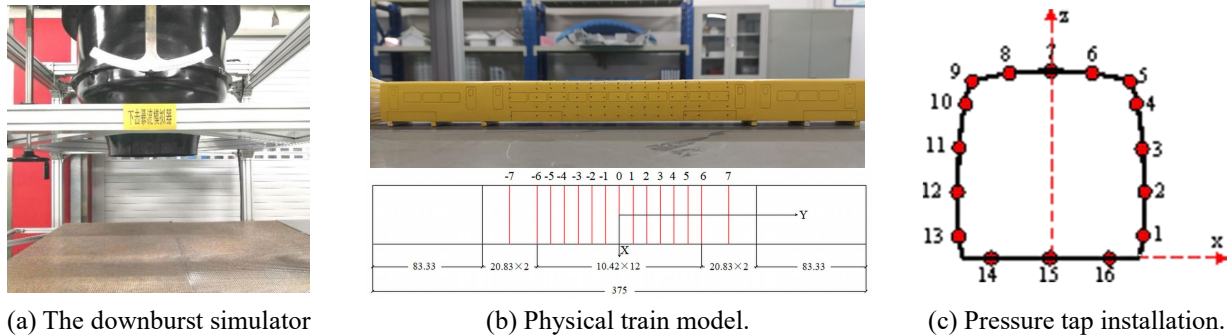 下击暴流模拟器
-7 -6 -5 -4 -3 -2 -1 0 1 2 3 4 5 6 7
Y
X
83.33 20.83×2 10.42×12 20.83×2 83.33
375
z
8 7 6
9 5
10 4
11 3
12 2
13 1
x
14 15 16
(a) The downburst simulator
(b) Physical train model.
(c) Pressure tap installation.